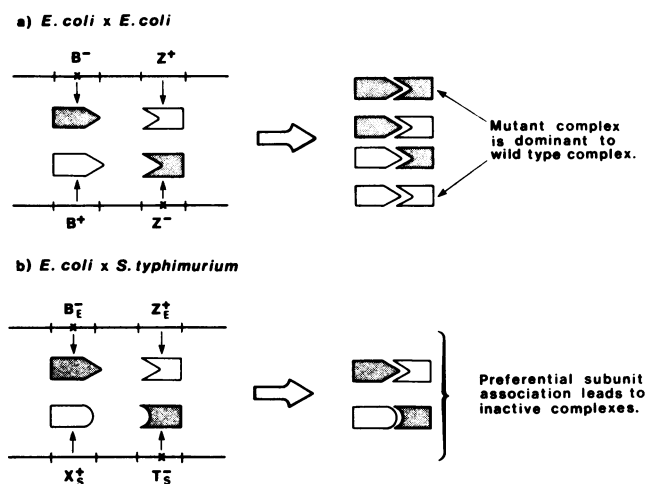 a) E. coli x E. coli
B⁻ Z⁺
B⁺ Z⁻
Mutant complex
is dominant to
wild type complex.
b) E. coli x S. typhimurium
B⁻E Z⁺E
X⁺S T⁻S
Preferential subunit
association leads to
inactive complexes.